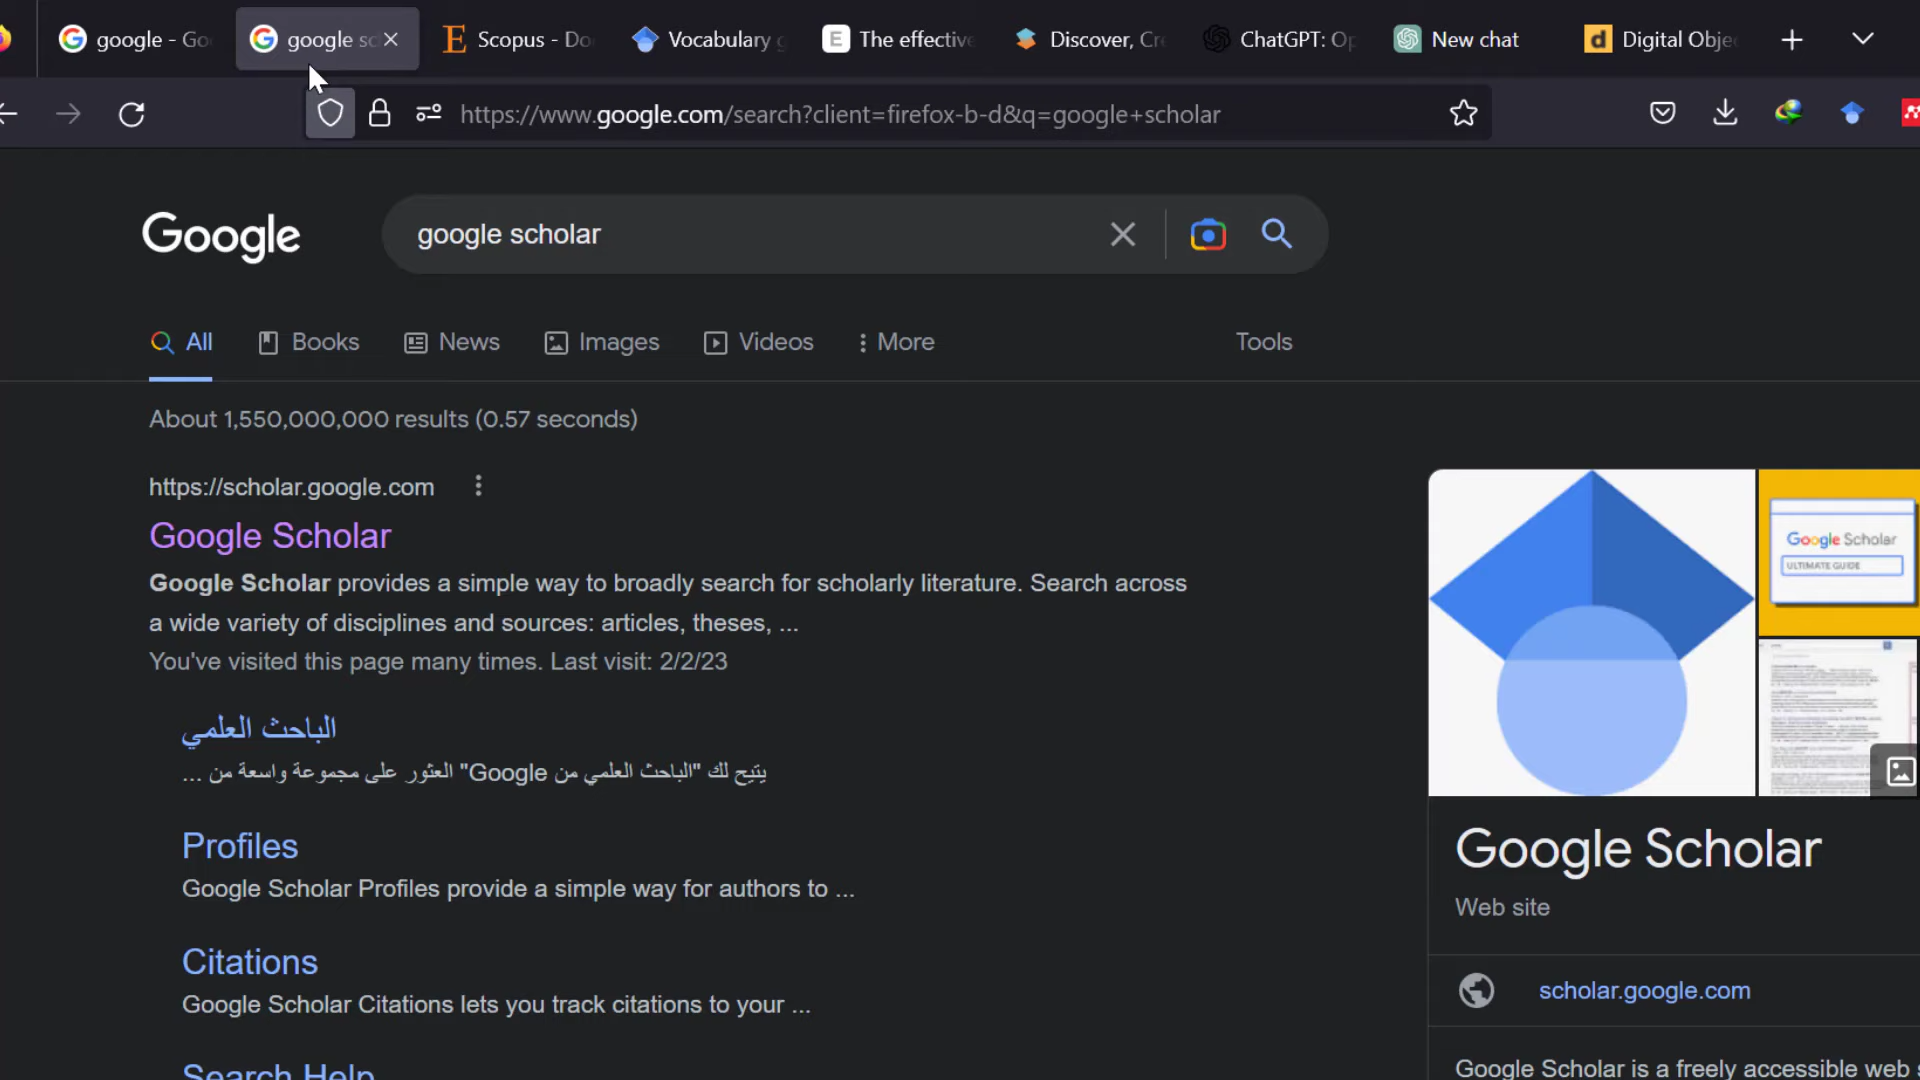 google - Go
google sc
Scopus - Do
Vocabulary g
The effective
Discover, Cre
ChatGPT: Op
New chat
Digital Obje
https://www.google.com/search?client=firefox-b-d&q=google+scholar
Google
google scholar
All
Books
News
Images
Videos
More
Tools
About 1,550,000,000 results (0.57 seconds)
https://scholar.google.com
Google Scholar
Google Scholar provides a simple way to broadly search for scholarly literature. Search across
a wide variety of disciplines and sources: articles, theses, ...
You've visited this page many times. Last visit: 2/2/23
الباحث العلمي
يتيح لك "الباحث العلمي من Google" العثور على مجموعة واسعة من ...
Profiles
Google Scholar Profiles provide a simple way for authors to ...
Citations
Google Scholar Citations lets you track citations to your ...
Search Help
Google Scholar
ULTIMATE GUIDE
Google Scholar
Web site
scholar.google.com
Google Scholar is a freely accessible web